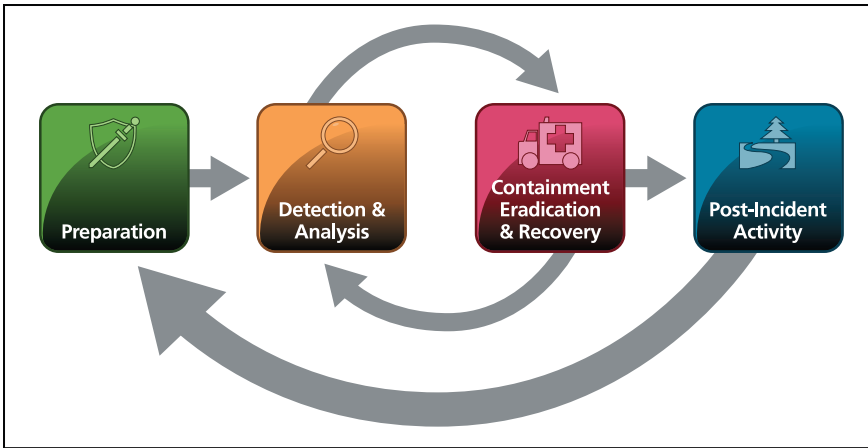 Preparation
Detection &
Analysis
Containment
Eradication
& Recovery
Post-Incident
Activity